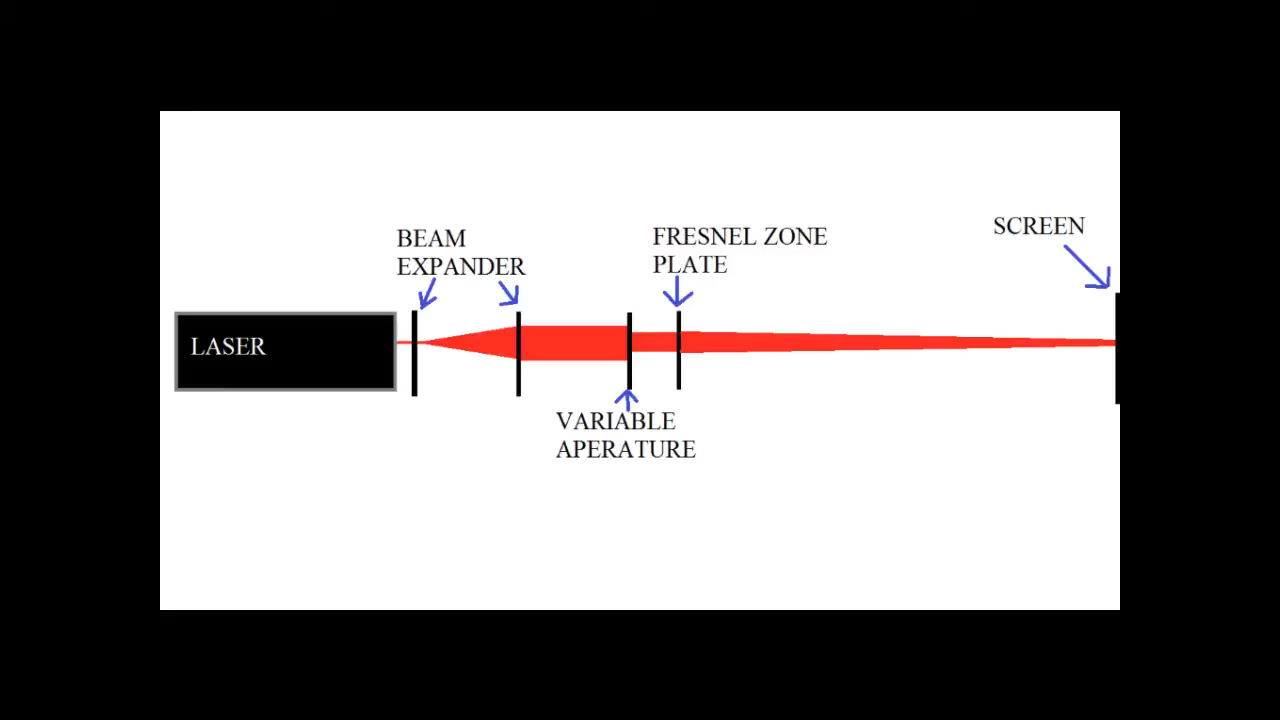 BEAM
EXPANDER
FRESNEL ZONE
PLATE
SCREEN
LASER
VARIABLE
APERATURE